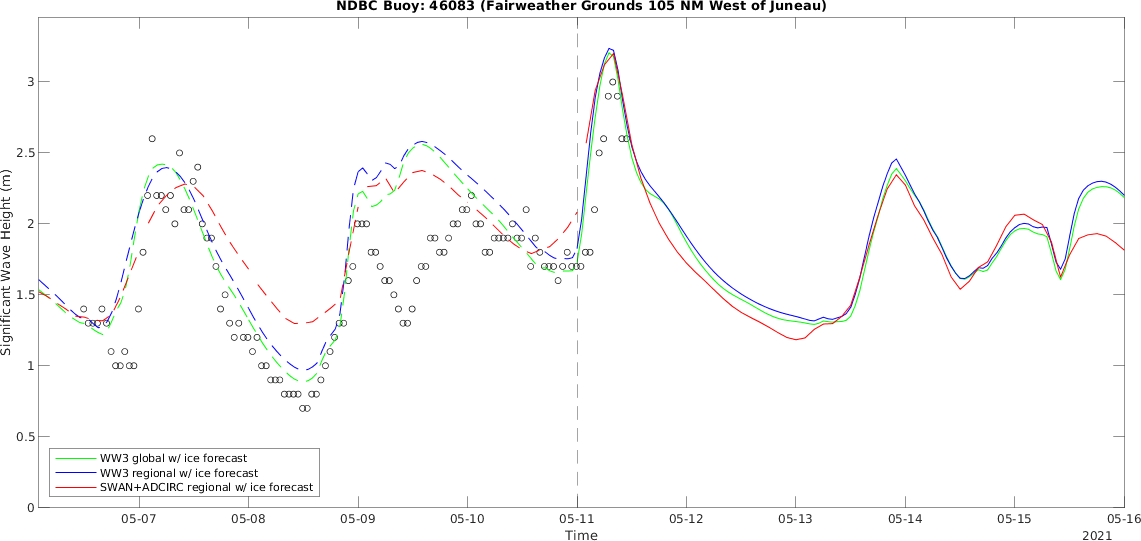 NDBC Buoy: 46083 (Fairweather Grounds 105 NM West of Juneau)
Significant Wave Height (m)
3
2.5
2
1.5
1
0.5
0
WW3 global w/ ice forecast
WW3 regional w/ ice forecast
SWAN+ADCIRC regional w/ ice forecast
05-07 05-08 05-09 05-10 05-11 05-12 05-13 05-14 05-15 05-16
Time
2021